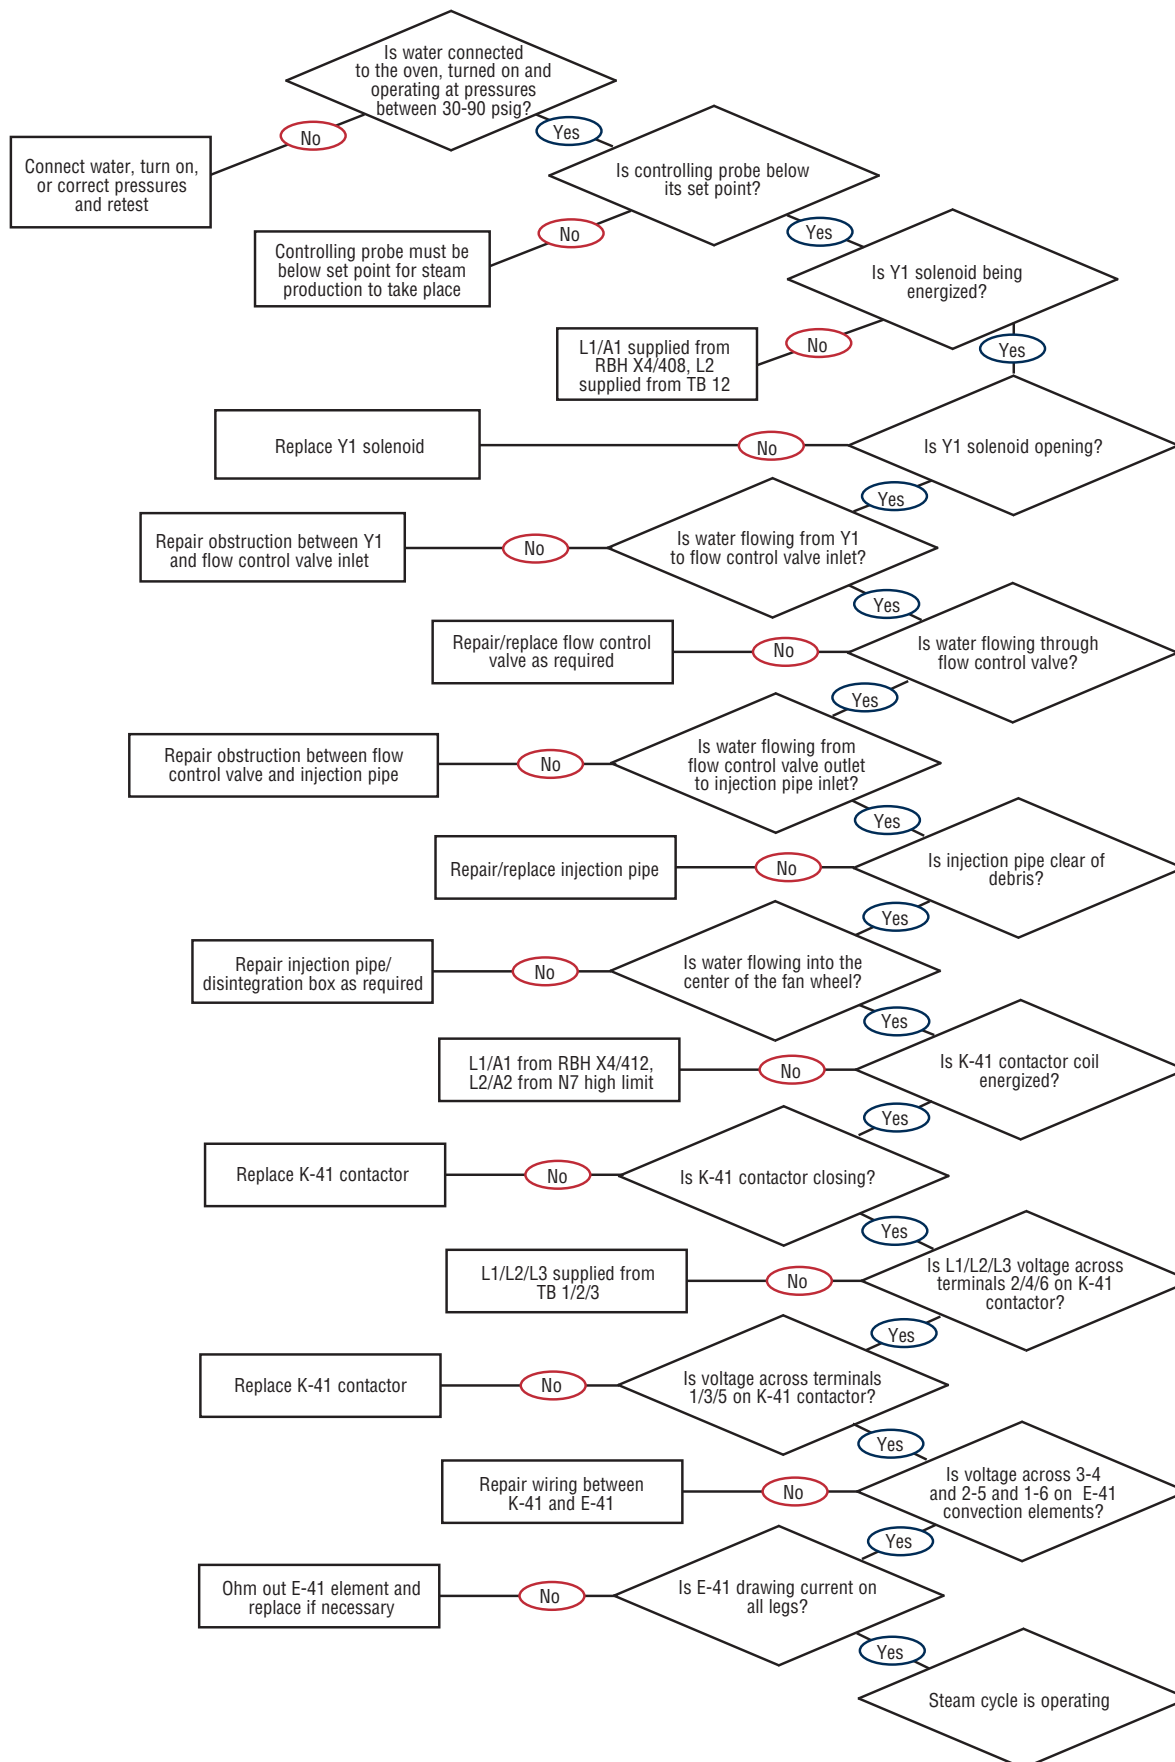 Is water connected
to the oven, turned on and
operating at pressures
between 30-90 psig?
No
Yes
Connect water, turn on,
or correct pressures
and retest
Is controlling probe below
its set point?
No
Yes
Controlling probe must be
below set point for steam
production to take place
Is Y1 solenoid being
energized?
No
Yes
L1/A1 supplied from
RBH X4/408, L2
supplied from TB 12
Is Y1 solenoid opening?
No
Replace Y1 solenoid
Yes
Is water flowing from Y1
to flow control valve inlet?
No
Repair obstruction between Y1
and flow control valve inlet
Yes
Is water flowing through
flow control valve?
No
Repair/replace flow control
valve as required
Yes
Is water flowing from
flow control valve outlet
to injection pipe inlet?
No
Repair obstruction between flow
control valve and injection pipe
Yes
Is injection pipe clear of
debris?
No
Repair/replace injection pipe
Yes
Is water flowing into the
center of the fan wheel?
No
Repair injection pipe/
disintegration box as required
Yes
Is K-41 contactor coil
energized?
No
L1/A1 from RBH X4/412,
L2/A2 from N7 high limit
Yes
Is K-41 contactor closing?
No
Replace K-41 contactor
Yes
Is L1/L2/L3 voltage across
terminals 2/4/6 on K-41
contactor?
No
L1/L2/L3 supplied from
TB 1/2/3
Yes
Is voltage across terminals
1/3/5 on K-41 contactor?
No
Replace K-41 contactor
Yes
Is voltage across 3-4
and 2-5 and 1-6 on E-41
convection elements?
No
Repair wiring between
K-41 and E-41
Yes
Is E-41 drawing current on
all legs?
No
Ohm out E-41 element and
replace if necessary
Yes
Steam cycle is operating